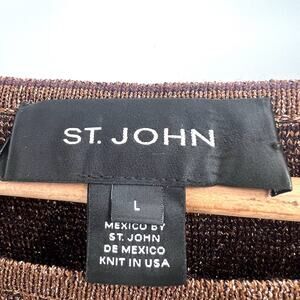 ST. JOHN
L
MEXICO BY
ST. JOHN
DE MEXICO
KNIT IN USA